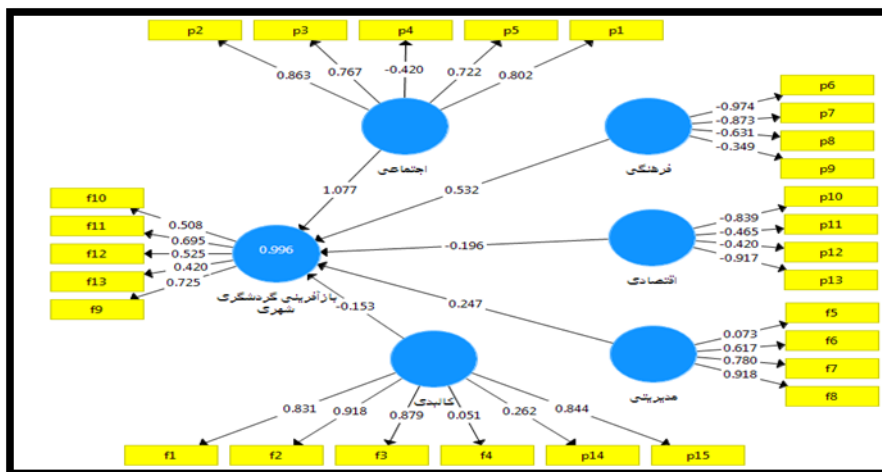 p2
p3
p4
p5
p1
0.863
0.767
-0.420
0.722
0.802
اجتماعی
p6
p7
p8
p9
-0.974
-0.873
-0.631
-0.349
فرهنگی
1.077
0.532
f10
f11
f12
f13
f9
0.508
0.695
0.525
0.420
0.725
0.996
بازآفرینی گردشگری
شهری
-0.196
p10
p11
p12
p13
-0.839
-0.465
-0.420
-0.917
اقتصادی
-0.153
0.247
f5
f6
f7
f8
0.073
0.617
0.780
0.918
مدیریتی
کالبدی
0.831
0.918
0.879
0.051
0.262
0.844
f1
f2
f3
f4
p14
p15